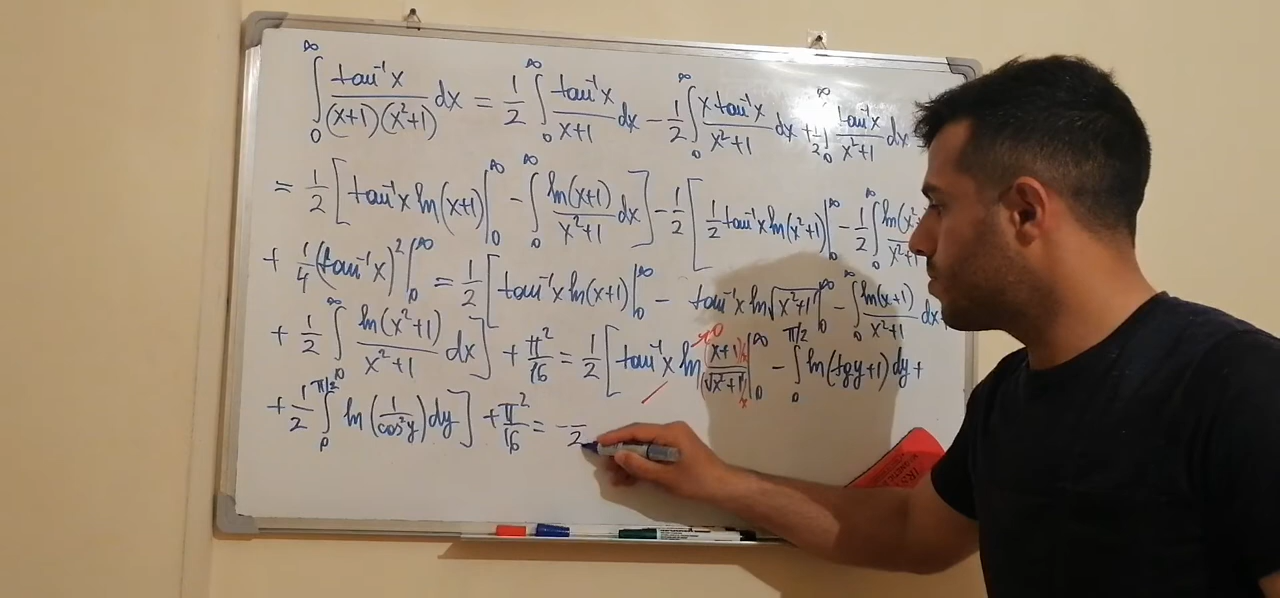 ∫₀^∞ tan⁻¹x / (x+1)(x²+1) dx = 1/2 ∫₀^∞ tan⁻¹x / x+1 dx − 1/2 ∫₀^∞ x tan⁻¹x / x²+1 dx + 1/2 ∫₀^∞ tan⁻¹x / x²+1 dx
= 1/2 [ tan⁻¹x ln(x+1) |₀^∞ − ∫₀^∞ ln(x+1) / x²+1 dx ] − 1/2 [ 1/2 tan⁻¹x ln(x²+1) |₀^∞ − 1/2 ∫₀^∞ ln(x² / x²+1
+ 1/4 (tan⁻¹x)² |₀^∞ = 1/2 [ tan⁻¹x ln(x+1) |₀^∞ − tan⁻¹x ln√(x²+1) |₀^∞ − ∫₀^∞ ln(x+1) / x²+1 dx
+ 1/2 ∫₀^∞ ln(x²+1) / x²+1 dx ] + π²/16 = 1/2 [ tan⁻¹x ln (x+1) / √(x²+1) |₀^∞ − ∫₀^π/2 ln(tgy+1) dy +
+ 1/2 ∫₀^π/2 ln(1/cos²y) dy ] + π²/16 = − 2